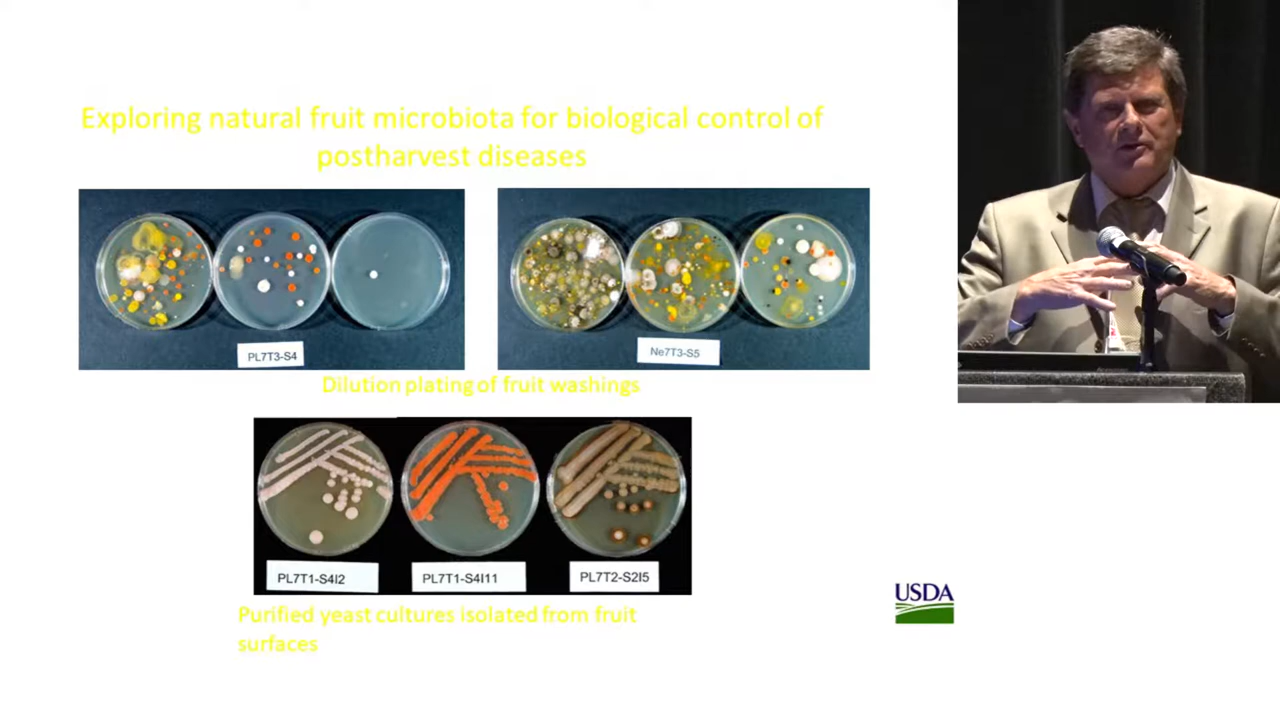 Exploring natural fruit microbiota for biological control of
postharvest diseases
PL7T3-S4
Ne7T3-S5
Dilution plating of fruit washings
PL7T1-S4I2
PL7T1-S4I11
PL7T2-S2I5
Purified yeast cultures isolated from fruit
surfaces
USDA